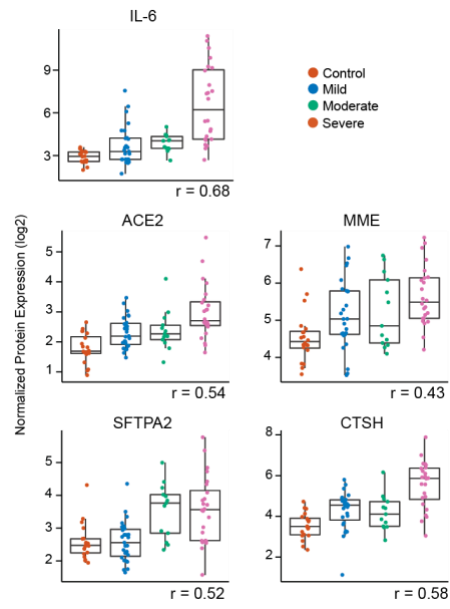 IL-6
9
6
3
r = 0.68
Control
Mild
Moderate
Severe
Normalized Protein Expression (log2)
ACE2
5
4
3
2
1
r = 0.54
MME
7
6
5
4
r = 0.43
SFTPA2
5
4
3
2
r = 0.52
CTSH
8
6
4
2
r = 0.58